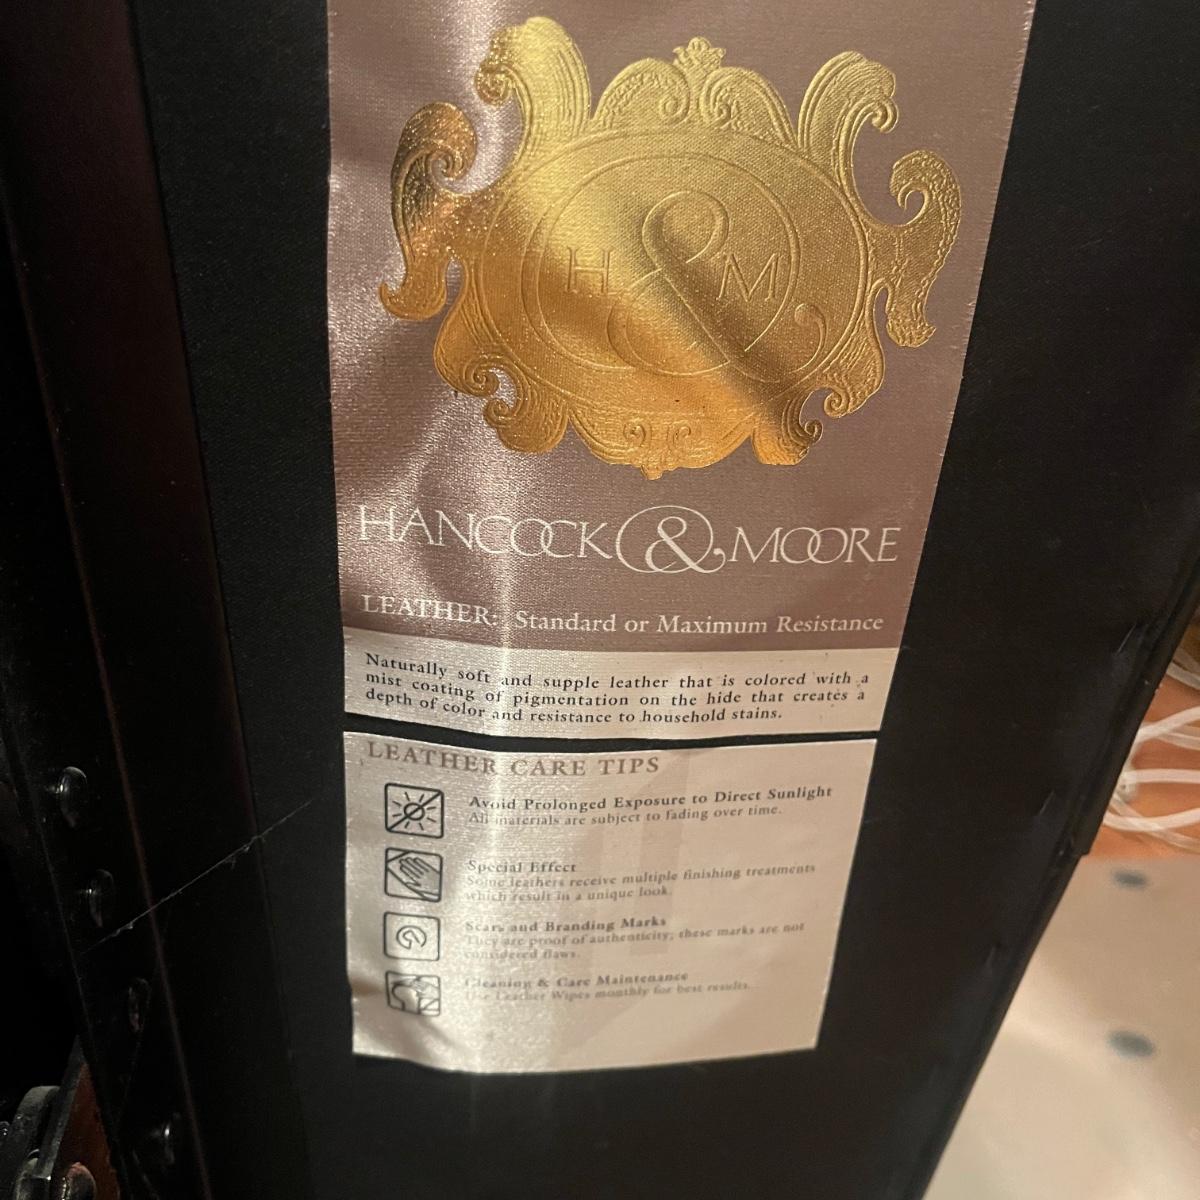 H & M
HANCOCK & MOORE
LEATHER: Standard or Maximum Resistance
Naturally soft and supple leather that is colored with a
mist coating of pigmentation on the hide that creates a
depth of color and resistance to household stains.
LEATHER CARE TIPS
Avoid Prolonged Exposure to Direct Sunlight
All materials are subject to fading over time.
Special Effect
Some leathers receive multiple finishing treatments
which result in a unique look.
Scars and Branding Marks
They are proof of authenticity; these marks are not
considered flaws.
Cleaning & Care Maintenance
Use Leather Wipes monthly for best results.